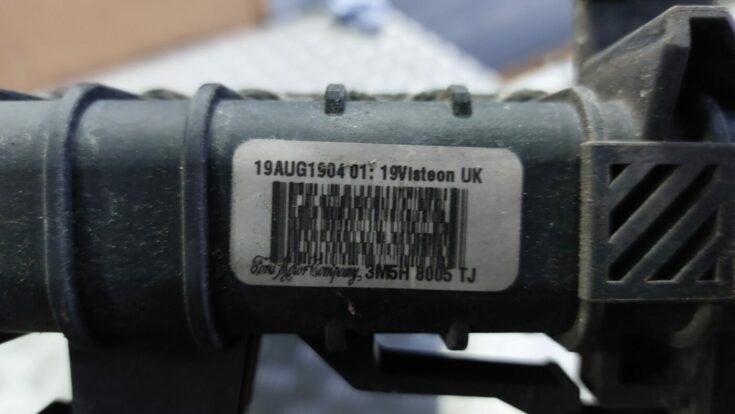 19AUG1904 01: 19Visteon UK
Ford Motor Company, 3M5H 8005 TJ